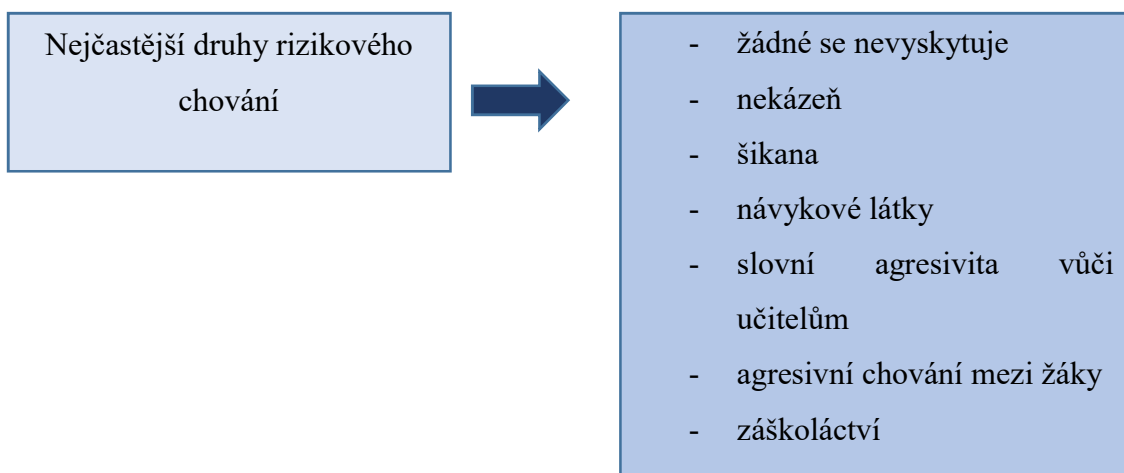 Nejčastější druhy rizikového
chování
- žádné se nevyskytuje
- nekázeň
- šikana
- návykové látky
- slovní agresivita vůči
učitelům
- agresivní chování mezi žáky
- záškoláctví